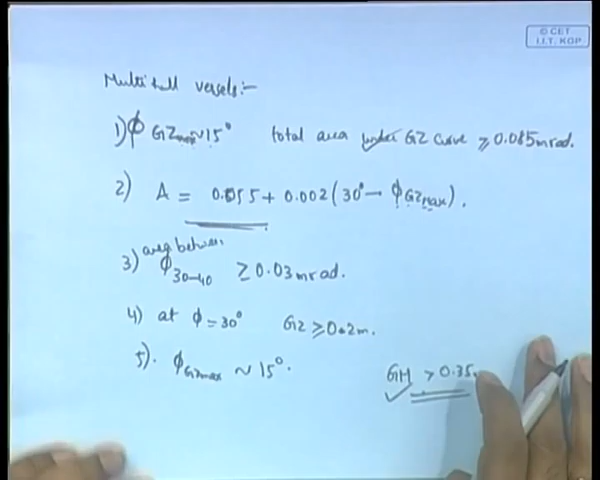 © CET
I.I.T. KGP
Multi hull vessels:-
1) φ GZmax ~ 15° total area under GZ curve ≥ 0.085 m rad.
2) A = 0.055 + 0.002 (30° - φGZmax).
3) area between φ30-40 ≥ 0.03 m rad.
4) at φ = 30° GZ ≥ 0.2 m.
5). φGZmax ~ 15°.
GM > 0.35